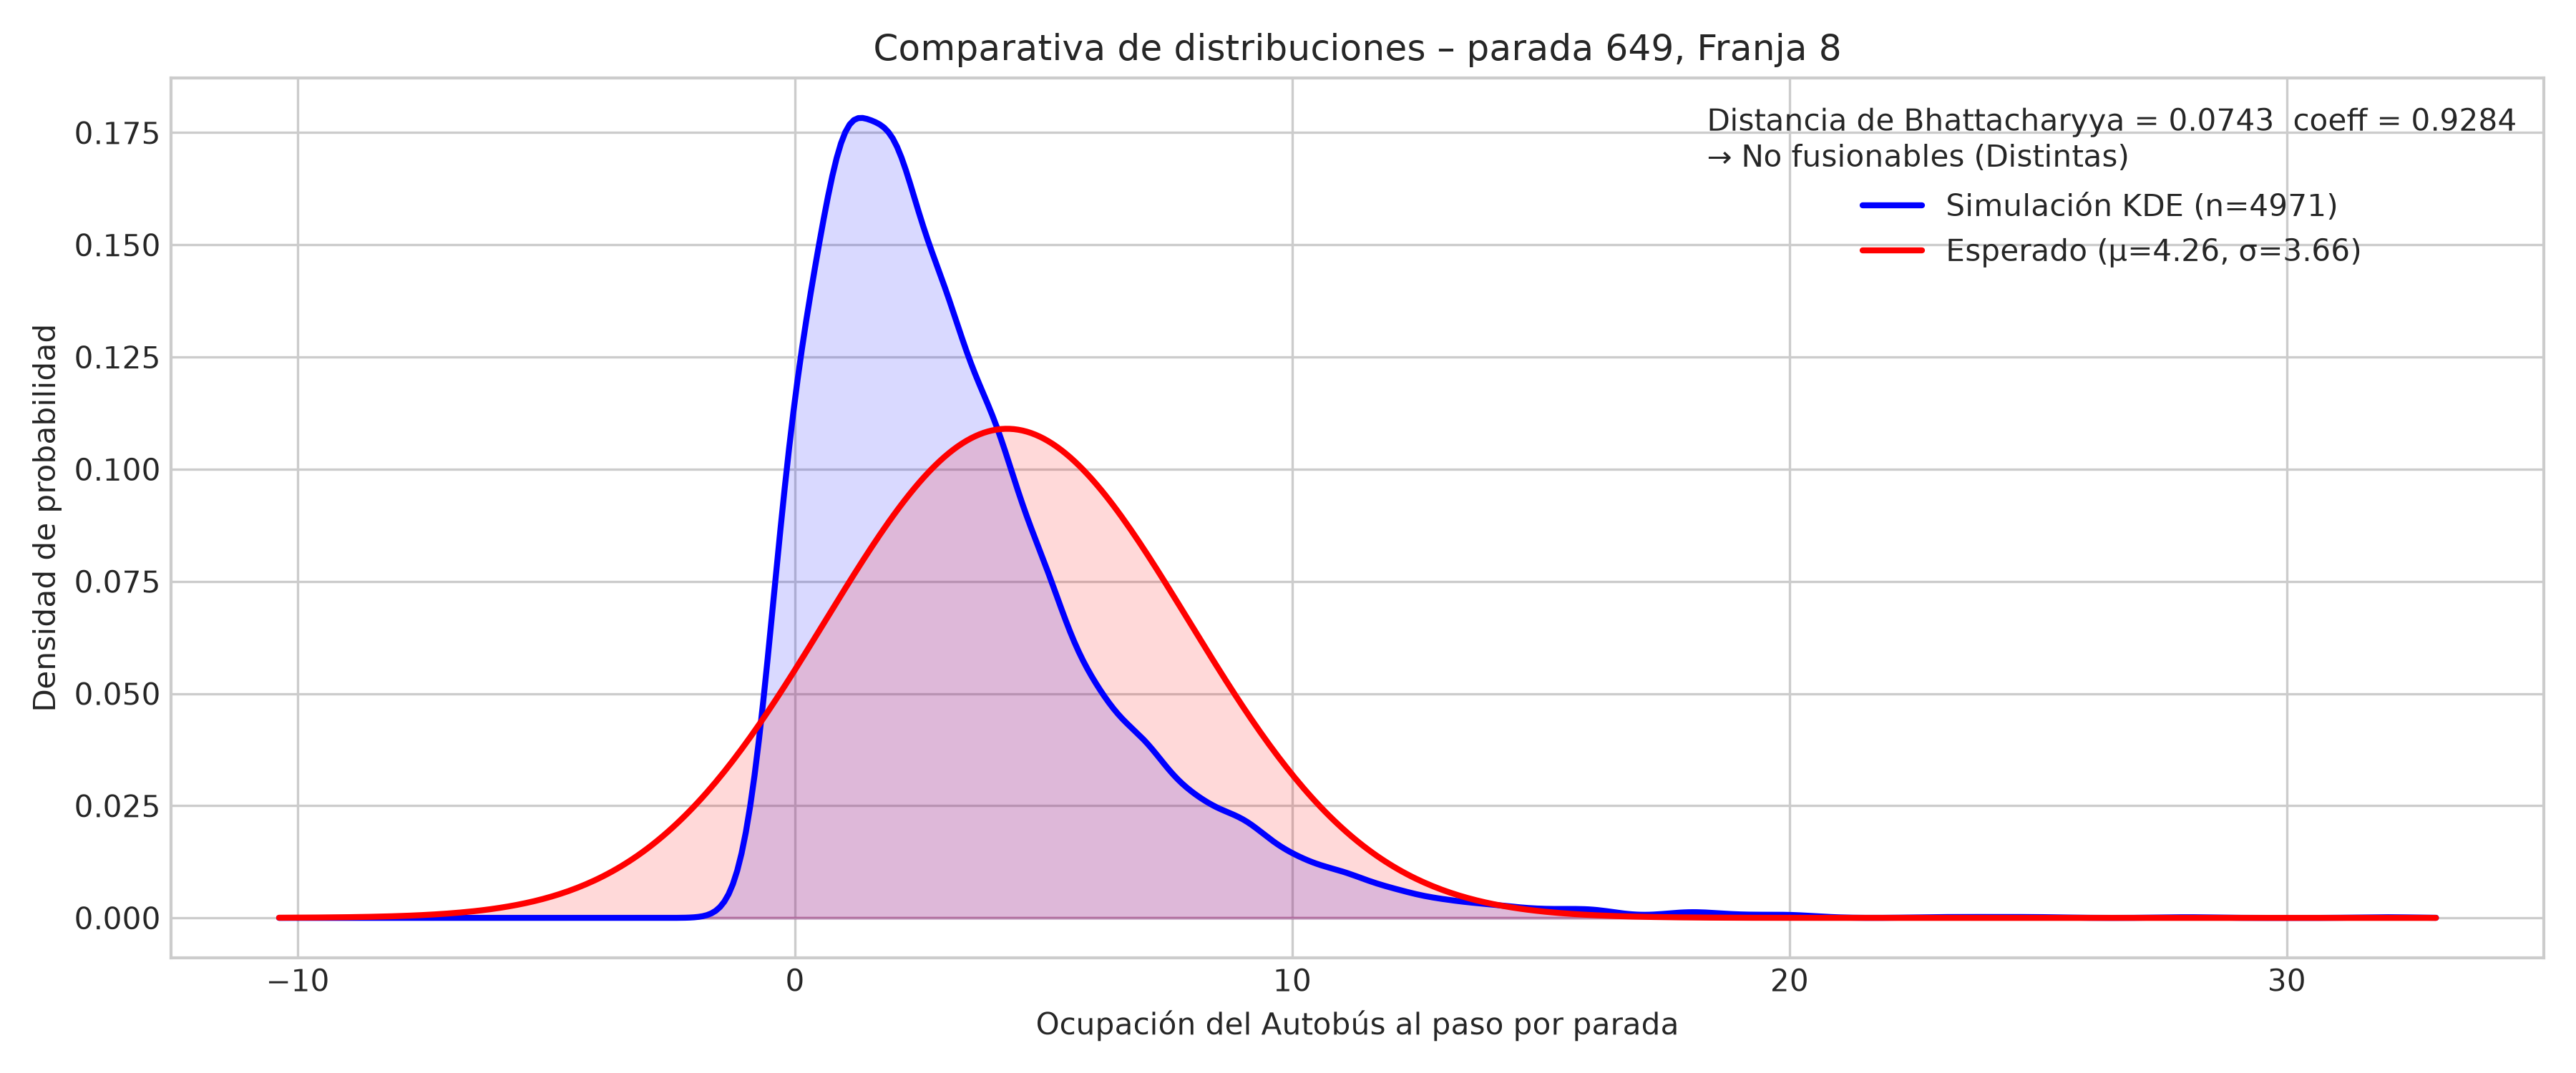 Comparativa de distribuciones – parada 649, Franja 8
Distancia de Bhattacharyya = 0.0743  coeff = 0.9284
→ No fusionables (Distintas)
Simulación KDE (n=4971)
Esperado (μ=4.26, σ=3.66)
Densidad de probabilidad
0.175
0.150
0.125
0.100
0.075
0.050
0.025
0.000
−10 0 10 20 30
Ocupación del Autobús al paso por parada